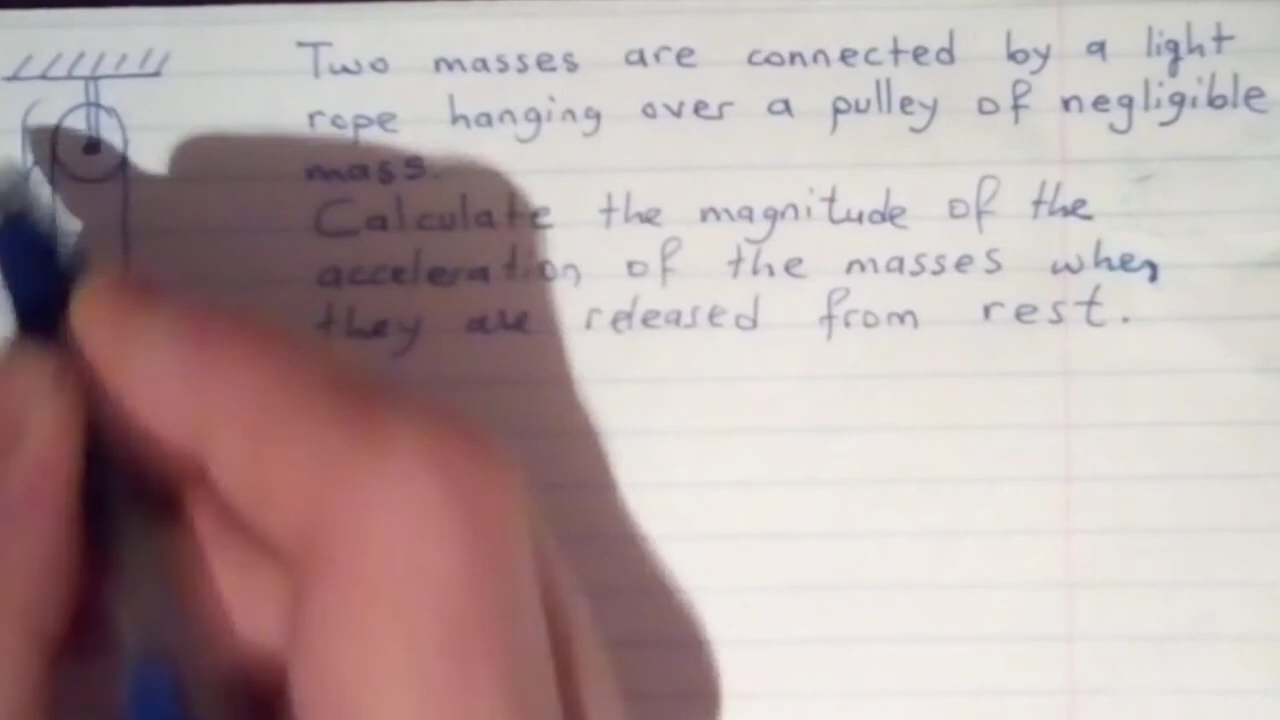 Two masses are connected by a light
rope hanging over a pulley of negligible
mass.
Calculate the magnitude of the
acceleration of the masses when
they are released from rest.